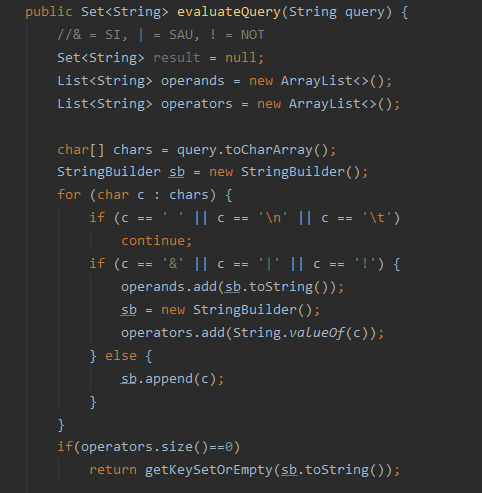 public Set<String> evaluateQuery(String query) {
//& = SI, | = SAU, ! = NOT
Set<String> result = null;
List<String> operands = new ArrayList<>();
List<String> operators = new ArrayList<>();
char[] chars = query.toCharArray();
StringBuilder sb = new StringBuilder();
for (char c : chars) {
if (c == ' ' || c == '\n' || c == '\t')
continue;
if (c == '&' || c == '|' || c == '!') {
operands.add(sb.toString());
sb = new StringBuilder();
operators.add(String.valueOf(c));
} else {
sb.append(c);
}
}
if(operators.size()==0)
return getKeySetOrEmpty(sb.toString());